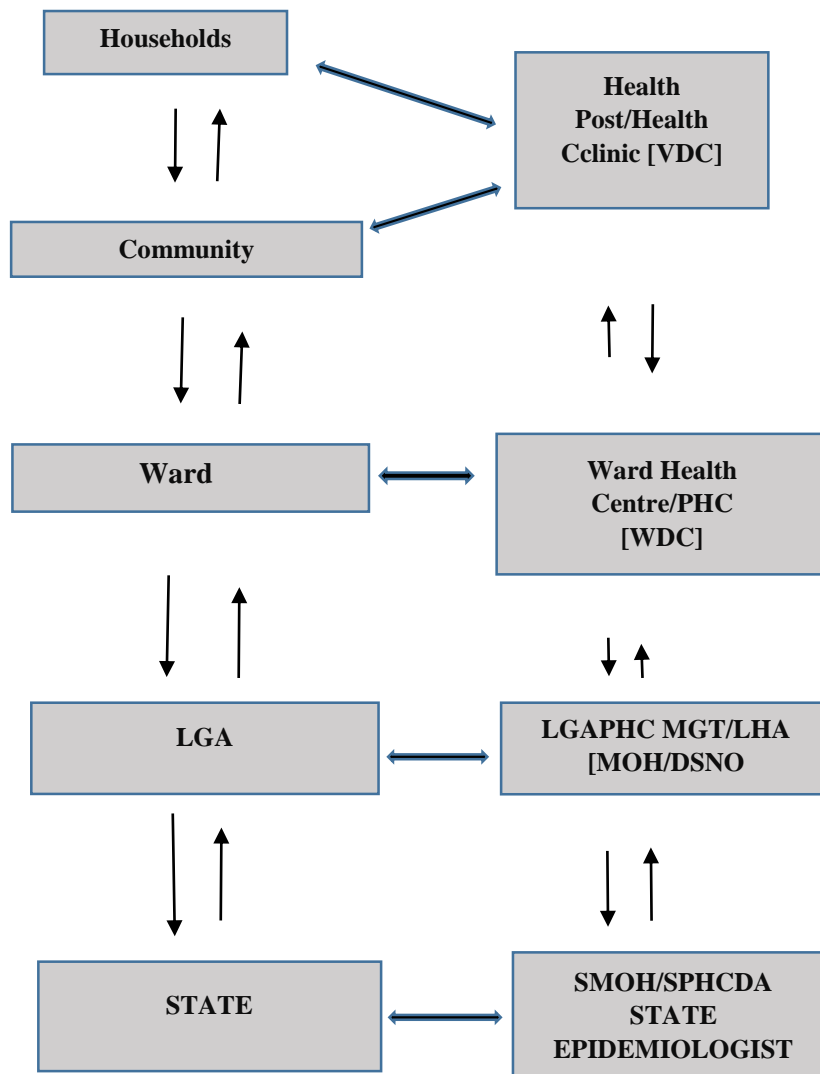 Households
Health
Post/Health
Cclinic [VDC]
Community
Ward
Ward Health
Centre/PHC
[WDC]
LGA
LGAPHC MGT/LHA
[MOH/DSNO
STATE
SMOH/SPHCDA
STATE
EPIDEMIOLOGIST